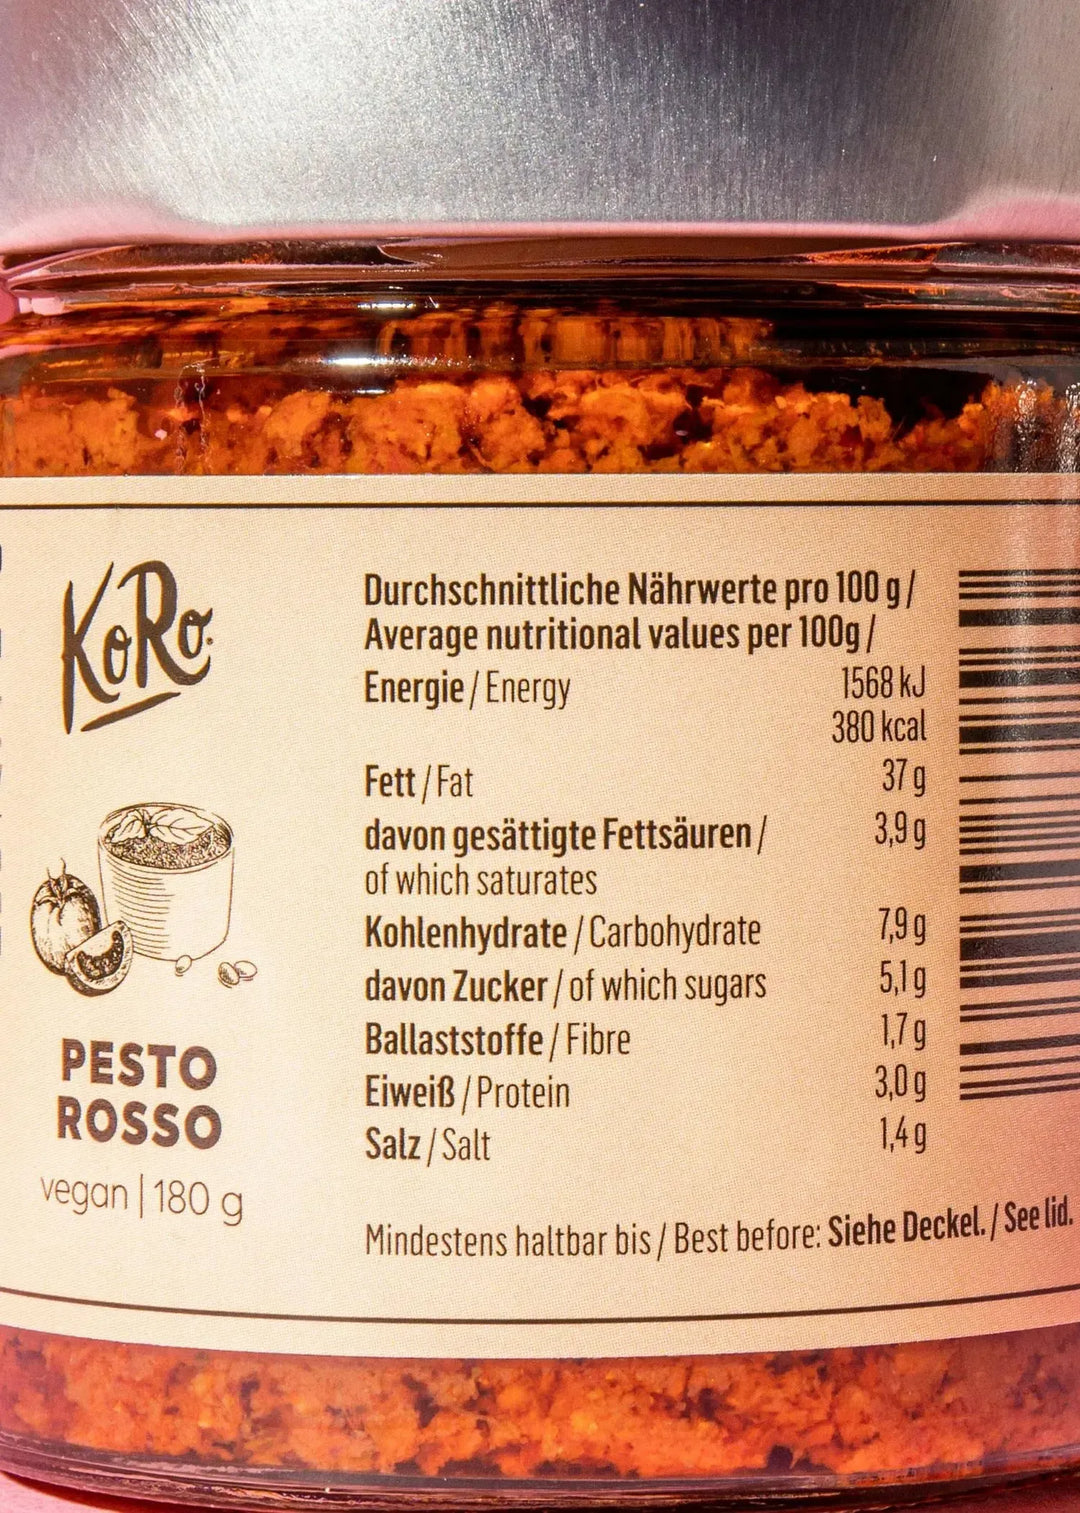 KoRo
PESTO
ROSSO
vegan | 180 g
Durchschnittliche Nährwerte pro 100 g /
Average nutritional values per 100g /
Energie / Energy 1568 kJ
380 kcal
Fett / Fat 37 g
davon gesättigte Fettsäuren / 3,9 g
of which saturates
Kohlenhydrate / Carbohydrate 7,9 g
davon Zucker / of which sugars 5,1 g
Ballaststoffe / Fibre 1,7 g
Eiweiß / Protein 3,0 g
Salz / Salt 1,4 g
Mindestens haltbar bis / Best before: Siehe Deckel. / See lid.